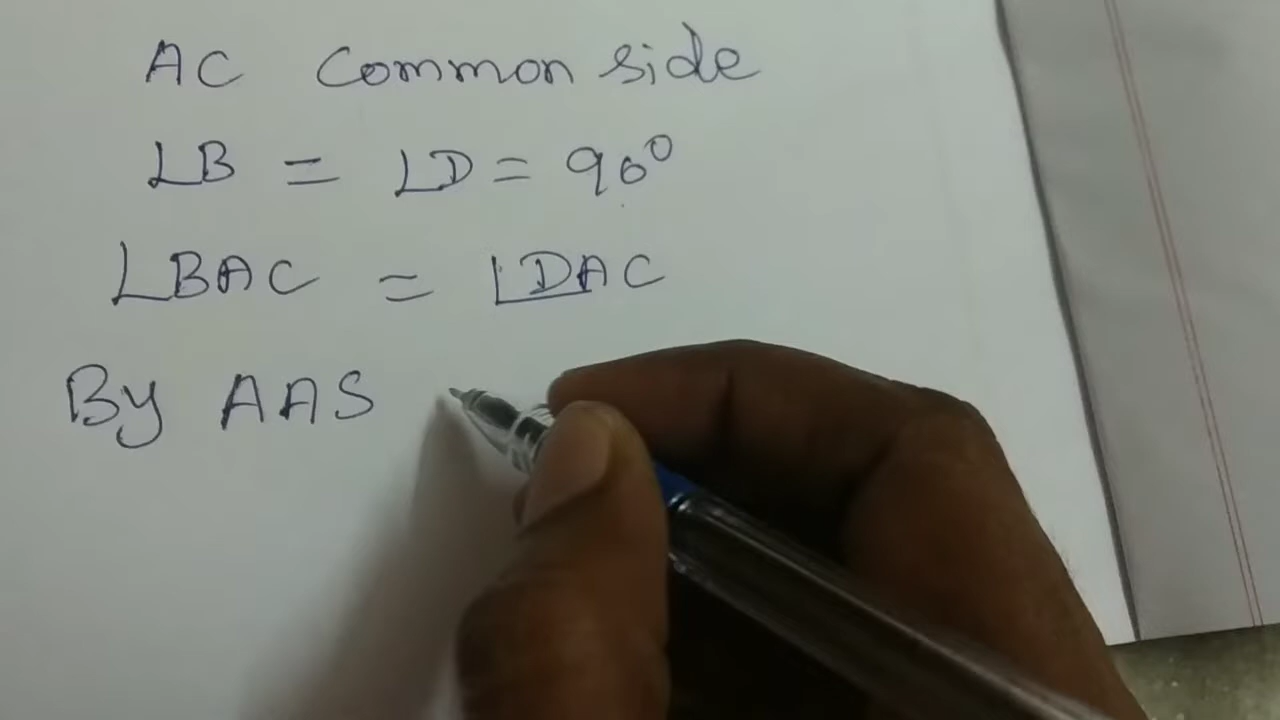 AC Common side
∠B = ∠D = 90°
∠BAC = ∠DAC
By AAS